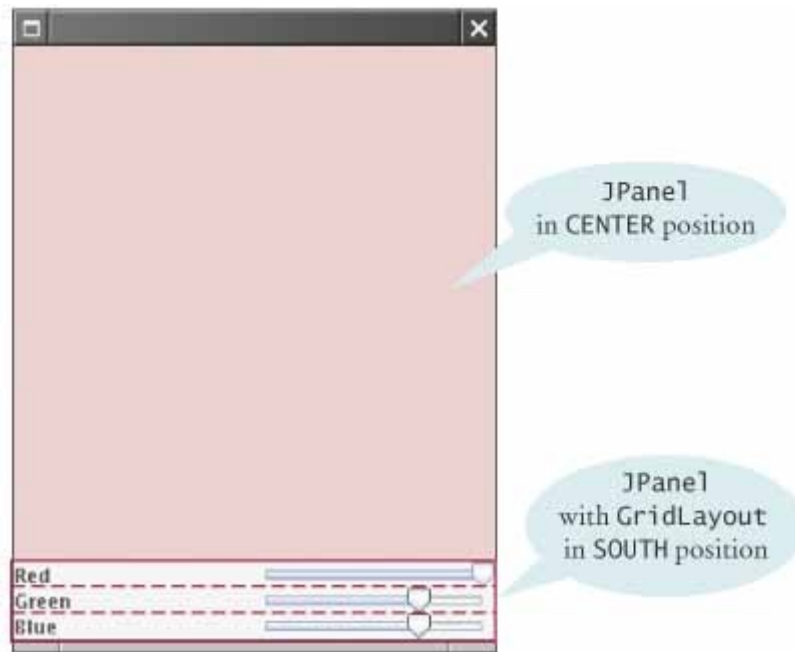 JPanel
in CENTER position
JPanel
with GridLayout
in SOUTH position
Red
Green
Blue